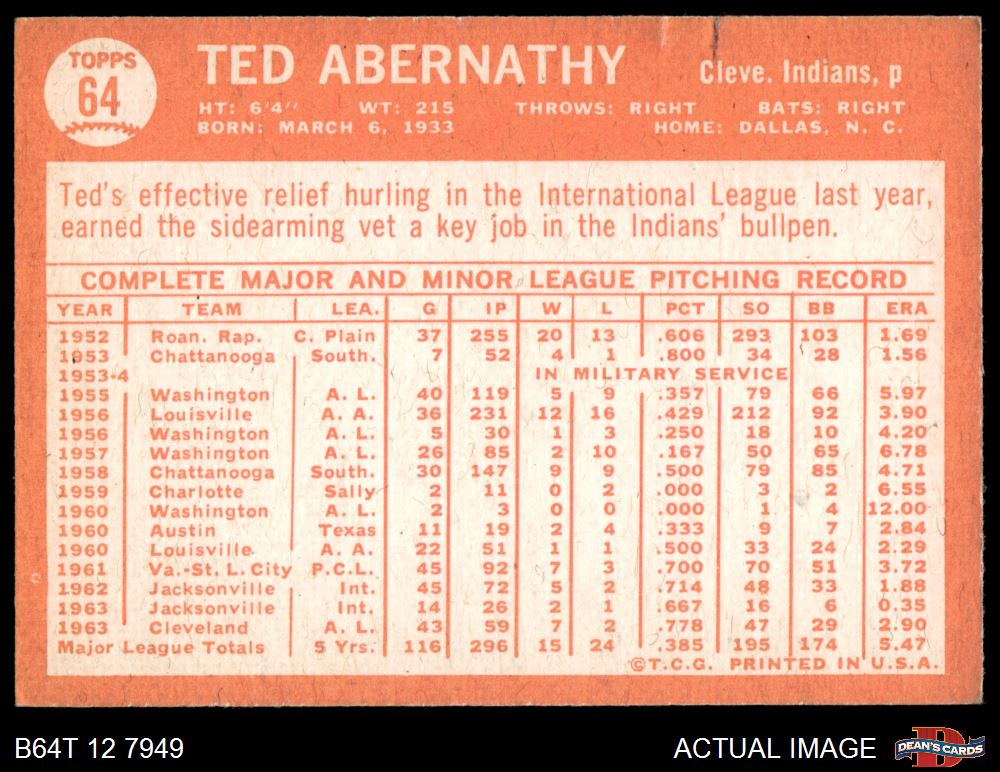 TOPPS
64
TED ABERNATHY Cleve. Indians, p
HT: 6'4" WT: 215 THROWS: RIGHT BATS: RIGHT
BORN: MARCH 6, 1933 HOME: DALLAS, N. C.
Ted's effective relief hurling in the International League last year,
earned the sidearming vet a key job in the Indians' bullpen.
COMPLETE MAJOR AND MINOR LEAGUE PITCHING RECORD
YEAR TEAM LEA. G IP W L PCT SO BB ERA
1952 Roan. Rap. C. Plain 37 255 20 13 .606 293 103 1.69
1953 Chattanooga South. 7 52 4 1 .800 34 28 1.56
1953-4 IN MILITARY SERVICE
1955 Washington A. L. 40 119 5 9 .357 79 66 5.97
1956 Louisville A. A. 36 231 12 16 .429 212 92 3.90
1956 Washington A. L. 5 30 1 3 .250 18 10 4.20
1957 Washington A. L. 26 85 2 10 .167 50 65 6.78
1958 Chattanooga South. 30 147 9 9 .500 79 85 4.71
1959 Charlotte Sally 2 11 0 2 .000 3 2 6.55
1960 Washington A. L. 2 3 0 0 .000 1 4 12.00
1960 Austin Texas 11 19 2 4 .333 9 7 2.84
1960 Louisville A. A. 22 51 1 1 .500 33 24 2.29
1961 Va.-St. L. City P.C.L. 45 92 7 3 .700 70 51 3.72
1962 Jacksonville Int. 45 72 5 2 .714 48 33 1.88
1963 Jacksonville Int. 14 26 2 1 .667 16 6 0.35
1963 Cleveland A. L. 43 59 7 2 .778 47 29 2.90
Major League Totals 5 Yrs. 116 296 15 24 .385 195 174 5.47
©T.C.G. PRINTED IN U.S.A.
B64T 12 7949 ACTUAL IMAGE DEAN'S CARDS